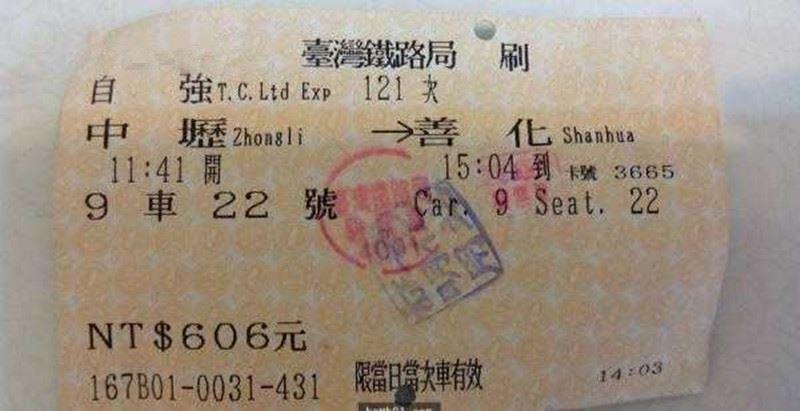 臺灣鐵路局 刷
自 強 T.C.Ltd Exp 121 次
中 壢 Zhongli →善 化 Shanhua
11:41 開 15:04 到 卡號 3665
9 車 22 號 Car. 9 Seat. 22
NT$606元
167B01-0031-431 限當日當次車有效 14:03